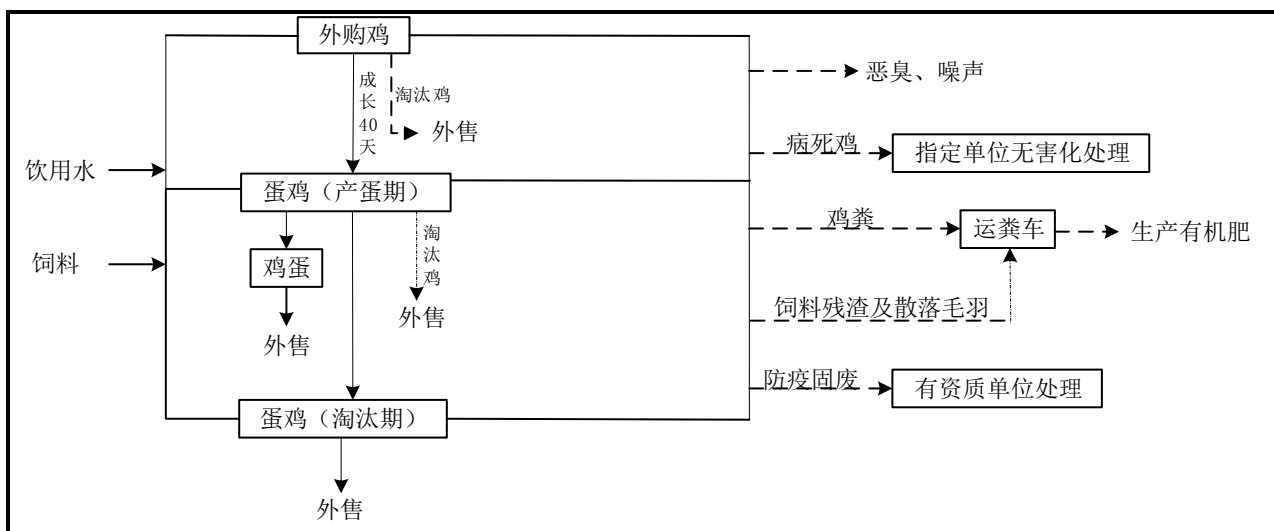 外购鸡
恶臭、噪声
成长40天
淘汰鸡
外售
病死鸡
指定单位无害化处理
饮用水
蛋鸡（产蛋期）
鸡粪
运粪车
生产有机肥
淘汰鸡
饲料
鸡蛋
饲料残渣及散落毛羽
外售
外售
防疫固废
有资质单位处理
蛋鸡（淘汰期）
外售